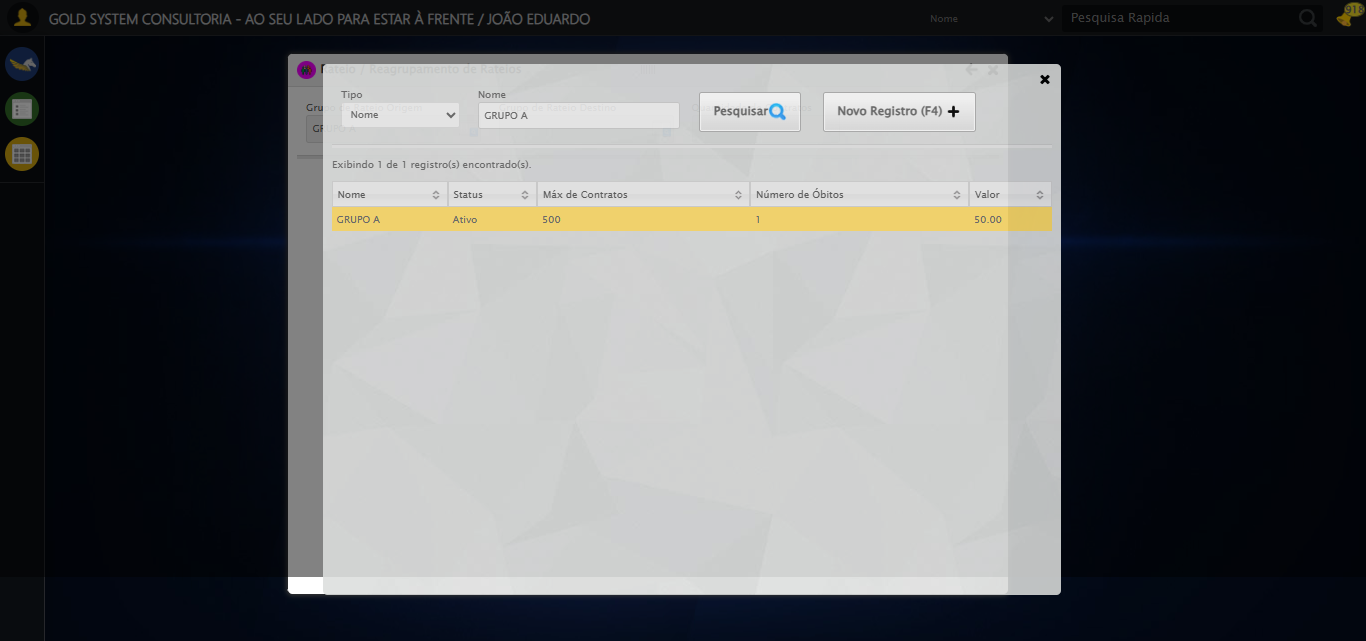 GOLD SYSTEM CONSULTORIA - AO SEU LADO PARA ESTAR À FRENTE / JOÃO EDUARDO
Nome
Pesquisa Rapida
918
Rateio / Reagrupamento de Rateios
Tipo
Nome
Nome
GRUPO A
Pesquisar
Novo Registro (F4)
Exibindo 1 de 1 registro(s) encontrado(s).
Nome Status Máx de Contratos Número de Óbitos Valor
GRUPO A Ativo 500 1 50.00